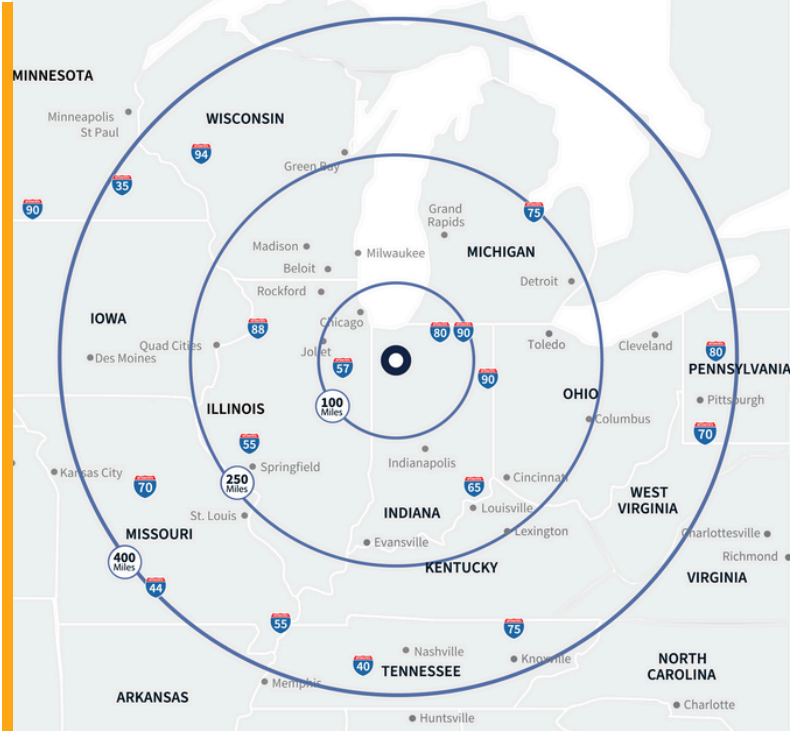 MINNESOTA
Minneapolis
St Paul
WISCONSIN
94
Green Bay
35
90
75
Grand
Rapids
Madison
Milwaukee
MICHIGAN
Beloit
Detroit
Rockford
IOWA
Chicago
88
80
90
Quad Cities
Joliet
Toledo
Cleveland
80
Des Moines
57
PENNSYLVANIA
90
OHIO
Pittsburgh
100
Miles
ILLINOIS
Columbus
70
55
Kansas City
Springfield
Indianapolis
70
250
Miles
65
Cincinnati
WEST
VIRGINIA
St. Louis
INDIANA
Louisville
MISSOURI
Evansville
Lexington
Charlottesville
Richmond
400
Miles
KENTUCKY
VIRGINIA
44
55
75
Nashville
40
TENNESSEE
Knoxville
NORTH
CAROLINA
Memphis
ARKANSAS
Charlotte
Huntsville